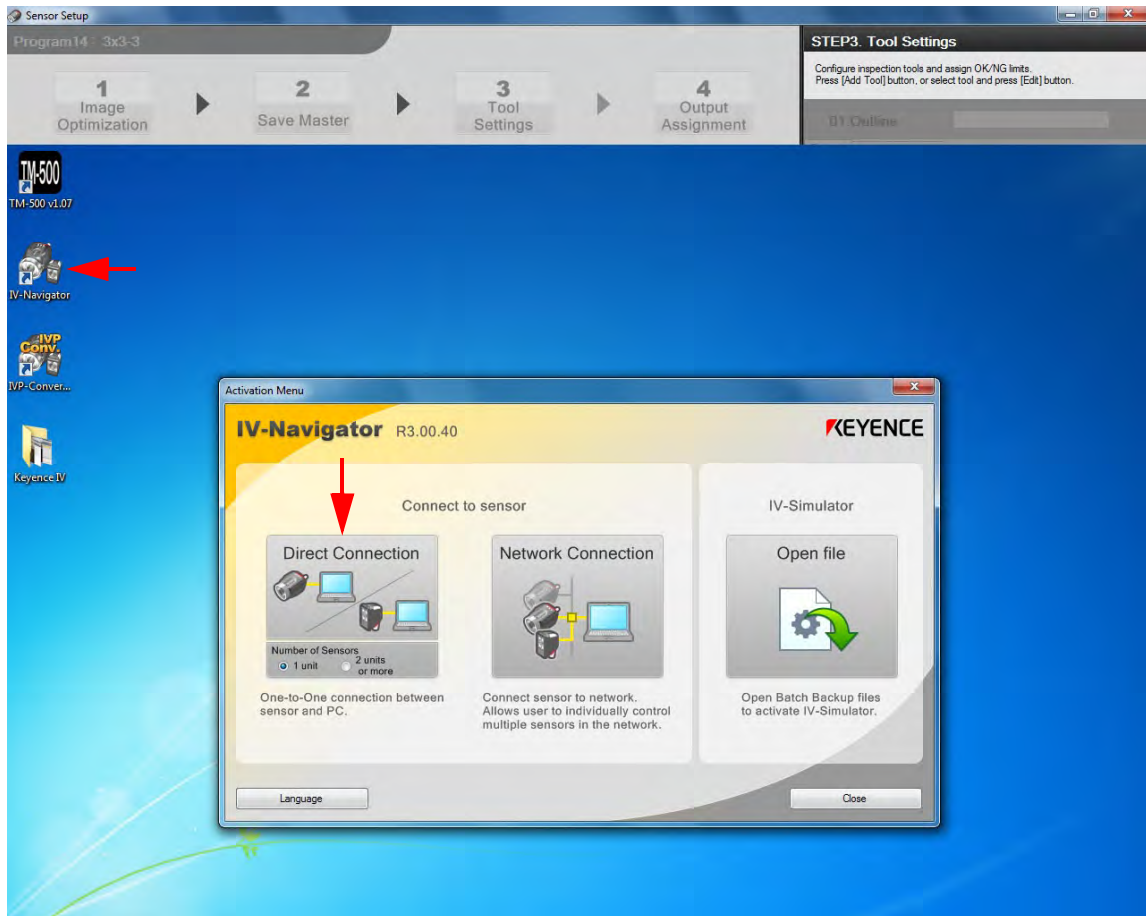 Sensor Setup
Program14 : 3x3-3
1
Image
Optimization
2
Save Master
3
Tool
Settings
4
Output
Assignment
STEP3. Tool Settings
Configure inspection tools and assign OK/NG limits.
Press [Add Tool] button, or select tool and press [Edit] button.
01 Outline
TM-500
TM-500 v1.07
IV-Navigator
IVP
Conv.
IVP-Conver...
Keyence IV
Activation Menu
IV-Navigator R3.00.40
KEYENCE
Connect to sensor
Direct Connection
Number of Sensors
1 unit
2 units
or more
One-to-One connection between
sensor and PC.
Network Connection
Connect sensor to network.
Allows user to individually control
multiple sensors in the network.
IV-Simulator
Open file
Open Batch Backup files
to activate IV-Simulator.
Language
Close